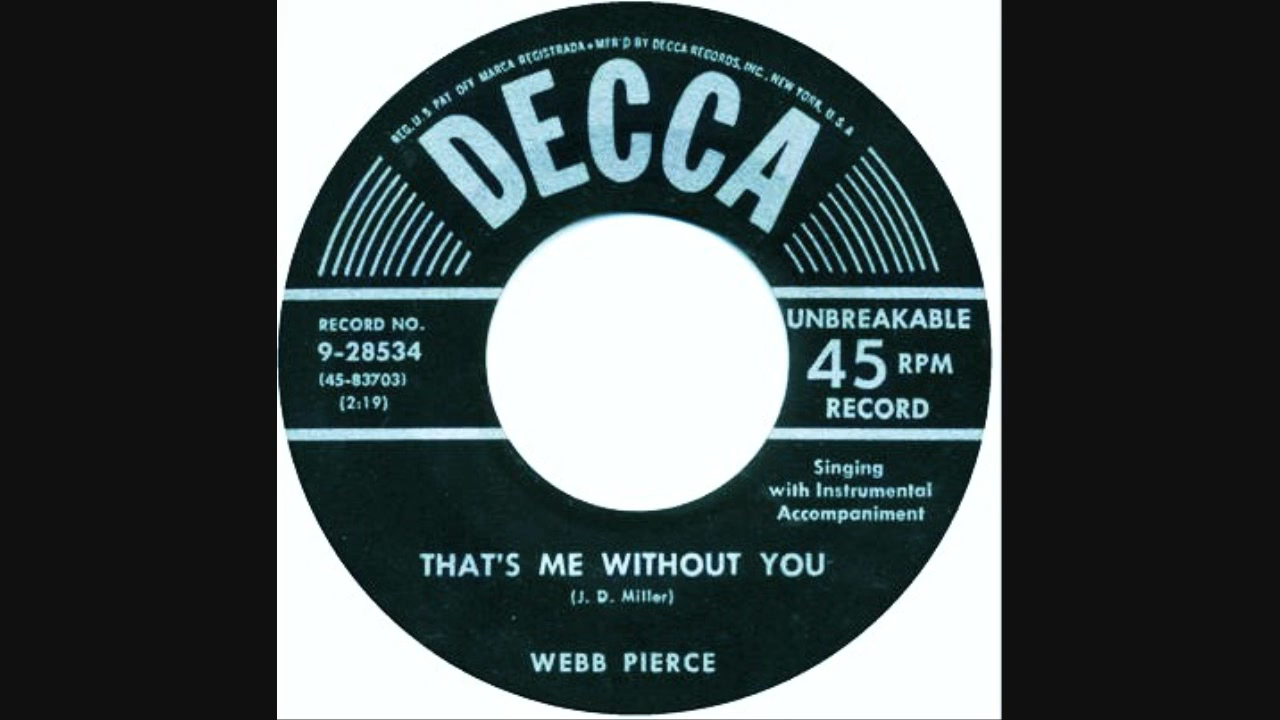 REG. U.S PAT OFF MARCA REGISTRADA • MFR'D BY DECCA RECORDS, INC., NEW YORK, U.S.A
DECCA
RECORD NO.
9-28534
(45-83703)
(2:19)
UNBREAKABLE
45 RPM
RECORD
Singing
with Instrumental
Accompaniment
THAT'S ME WITHOUT YOU
(J. D. Miller)
WEBB PIERCE